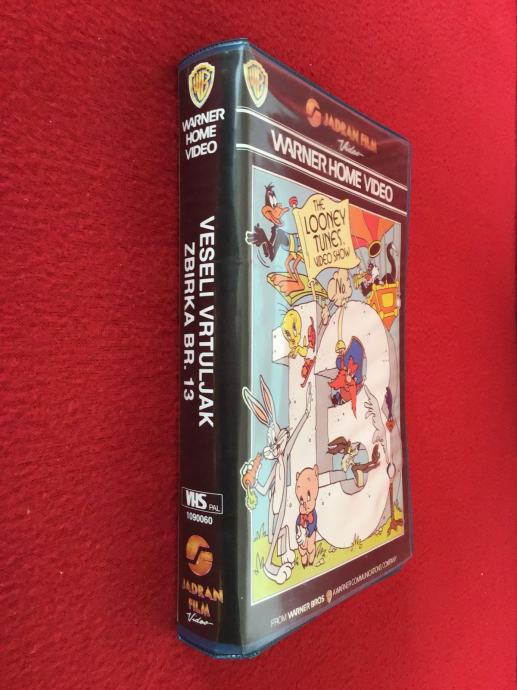 WB
WARNER
HOME
VIDEO
VESELI VRTULJAK
ZBIRKA BR. 13
VHS PAL
1090060
JADRAN
FILM
Video
WB
JADRAN FILM
Video
WARNER HOME VIDEO
THE
LOONEY
TUNES
VIDEO SHOW
No.
13
FROM WARNER BROS WB A WARNER COMMUNICATIONS COMPANY